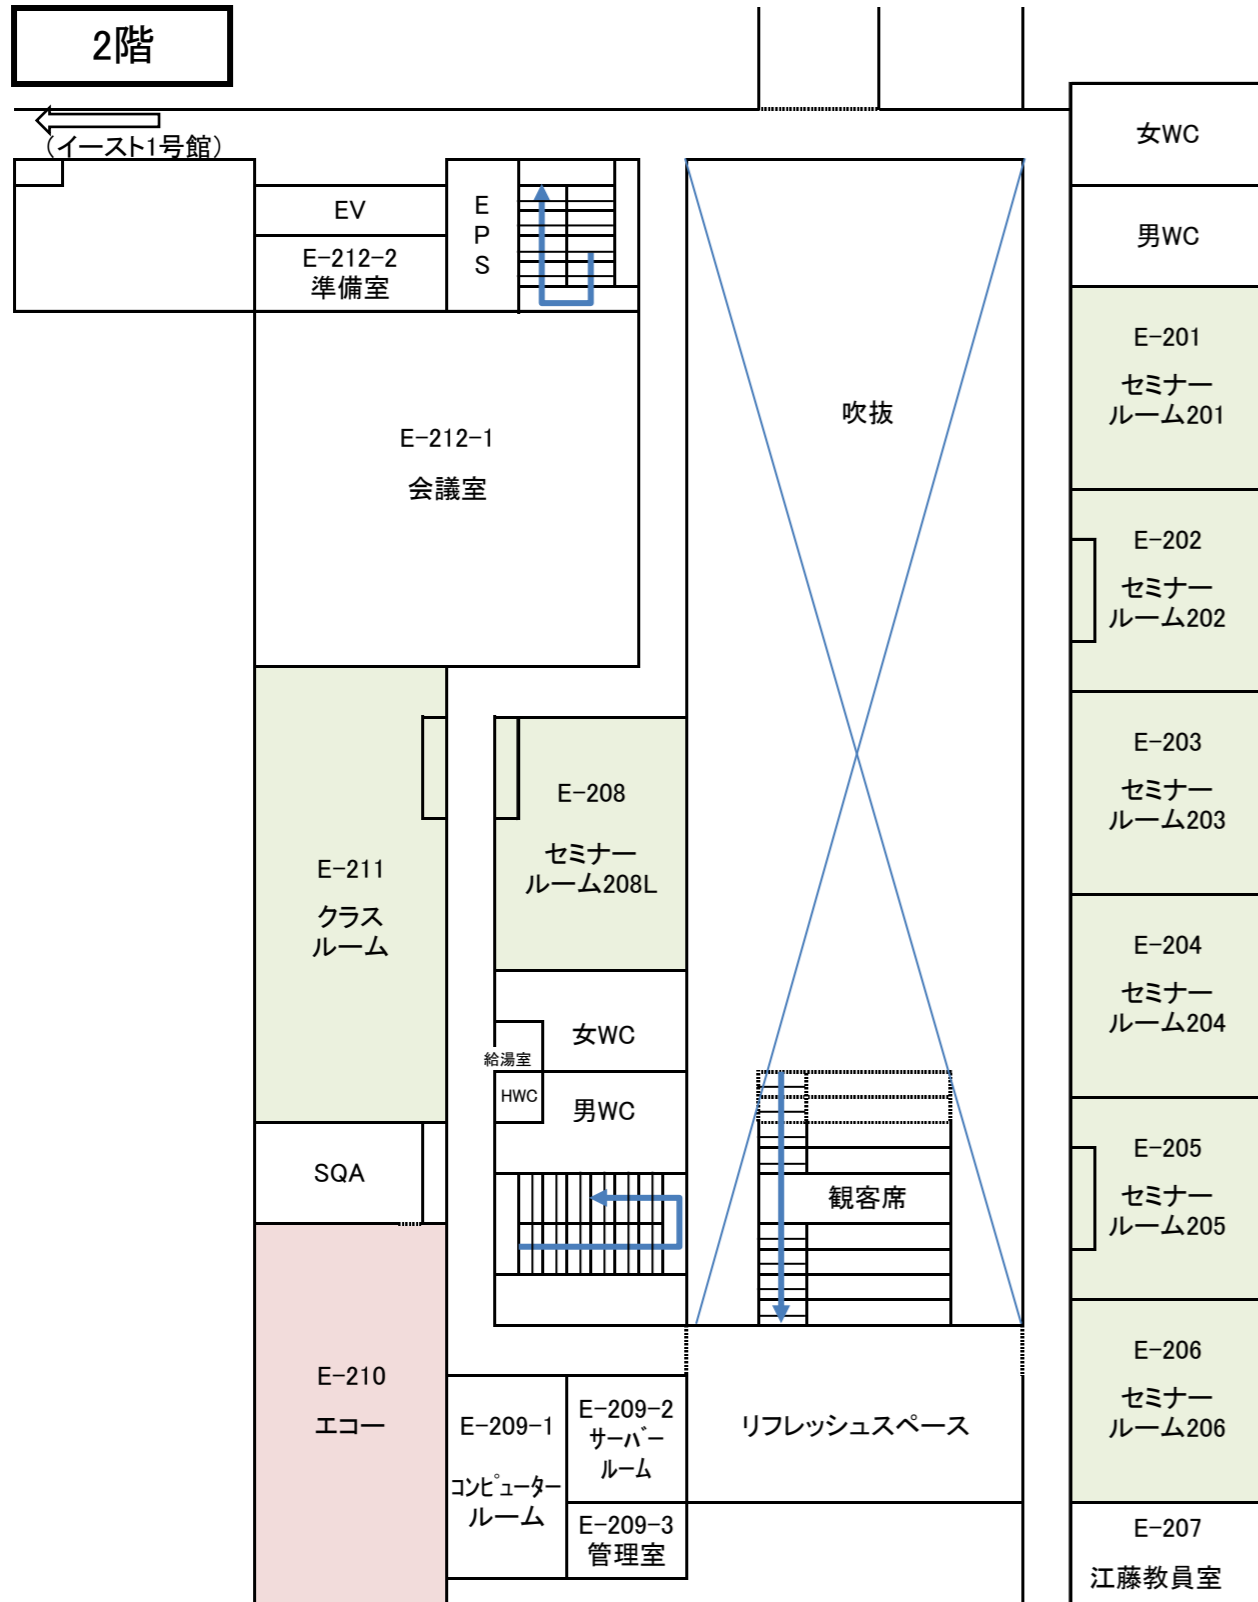 2階
（イースト1号館）
EV
E-212-2
準備室
E
P
S
女WC
男WC
E-201
セミナー
ルーム201
吹抜
E-212-1
会議室
E-202
セミナー
ルーム202
E-203
セミナー
ルーム203
E-208
セミナー
ルーム208L
E-211
クラス
ルーム
E-204
セミナー
ルーム204
女WC
給湯室
HWC
男WC
SQA
観客席
E-205
セミナー
ルーム205
E-210
エコー
E-209-1
コンピューター
ルーム
E-209-2
サーバー
ルーム
E-209-3
管理室
リフレッシュスペース
E-206
セミナー
ルーム206
E-207
江藤教員室